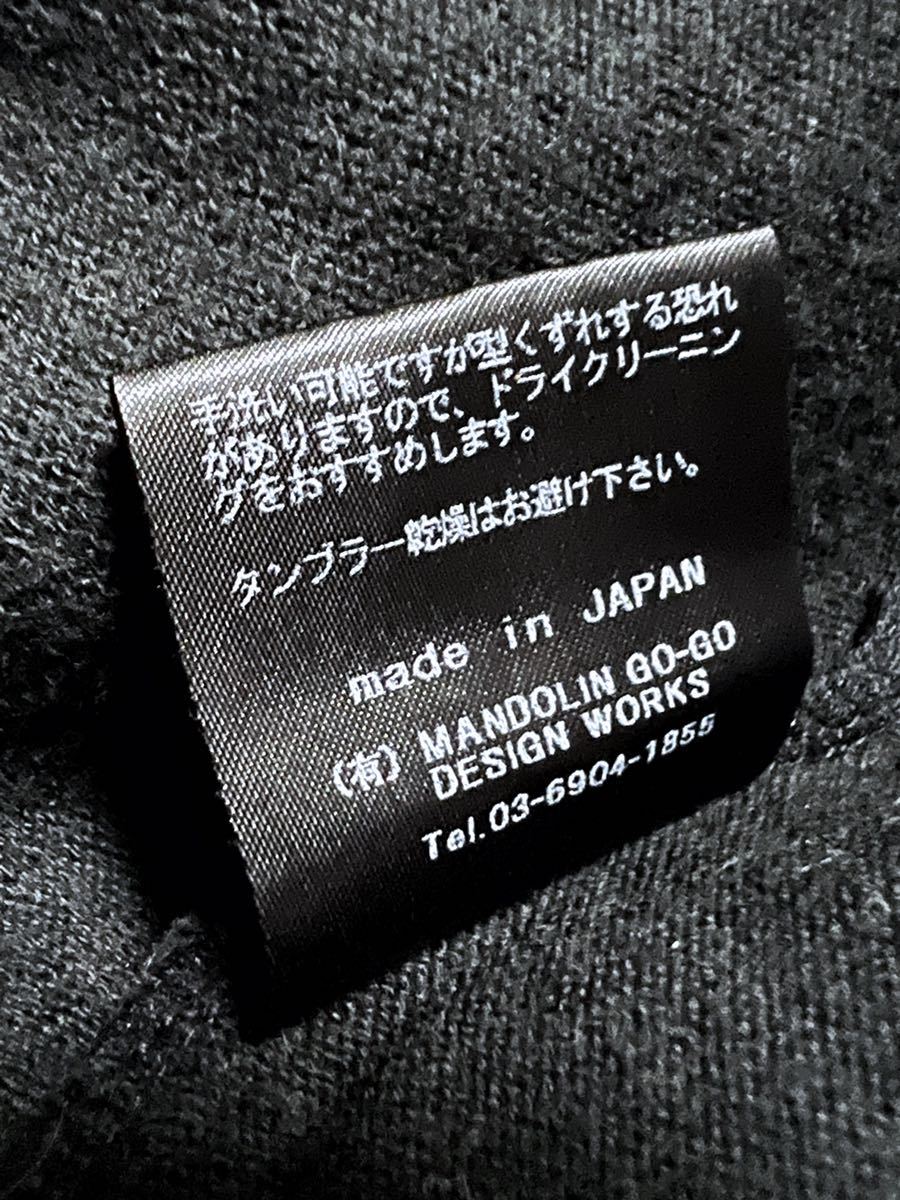 手洗い可能ですが型くずれする恐れ
がありますので、ドライクリーニン
グをおすすめします。
タンブラー乾燥はお避け下さい。
made in JAPAN
(有) MANDOLIN GO-GO
DESIGN WORKS
Tel.03-6904-1855